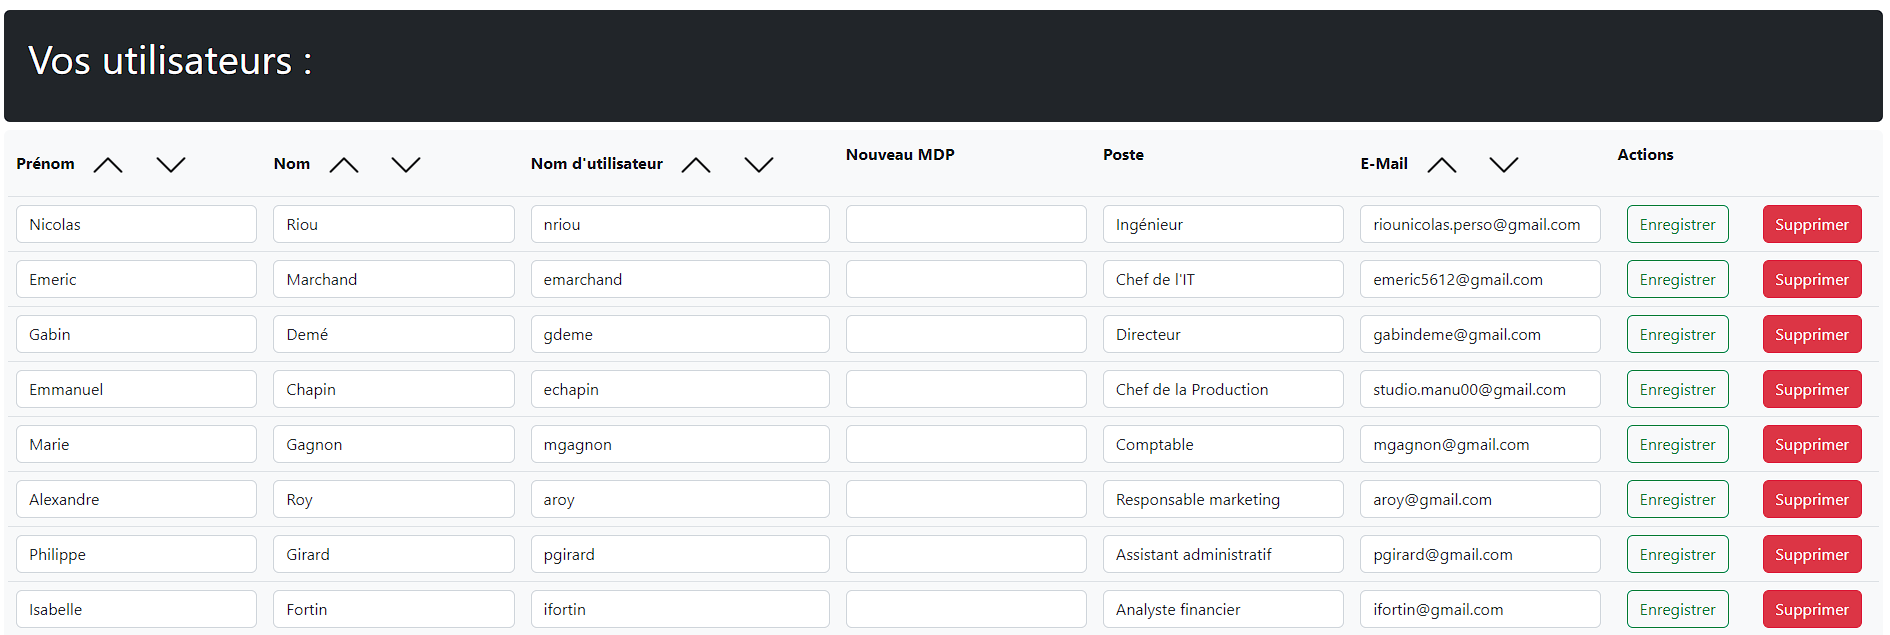 Vos utilisateurs :
Prénom Nom Nom d'utilisateur Nouveau MDP Poste E-Mail Actions
Nicolas Riou nriou Ingénieur riounicolas.perso@gmail.com Enregistrer Supprimer
Emeric Marchand emarchand Chef de l'IT emeric5612@gmail.com Enregistrer Supprimer
Gabin Demé gdeme Directeur gabindeme@gmail.com Enregistrer Supprimer
Emmanuel Chapin echapin Chef de la Production studio.manu00@gmail.com Enregistrer Supprimer
Marie Gagnon mgagnon Comptable mgagnon@gmail.com Enregistrer Supprimer
Alexandre Roy aroy Responsable marketing aroy@gmail.com Enregistrer Supprimer
Philippe Girard pgirard Assistant administratif pgirard@gmail.com Enregistrer Supprimer
Isabelle Fortin ifortin Analyste financier ifortin@gmail.com Enregistrer Supprimer